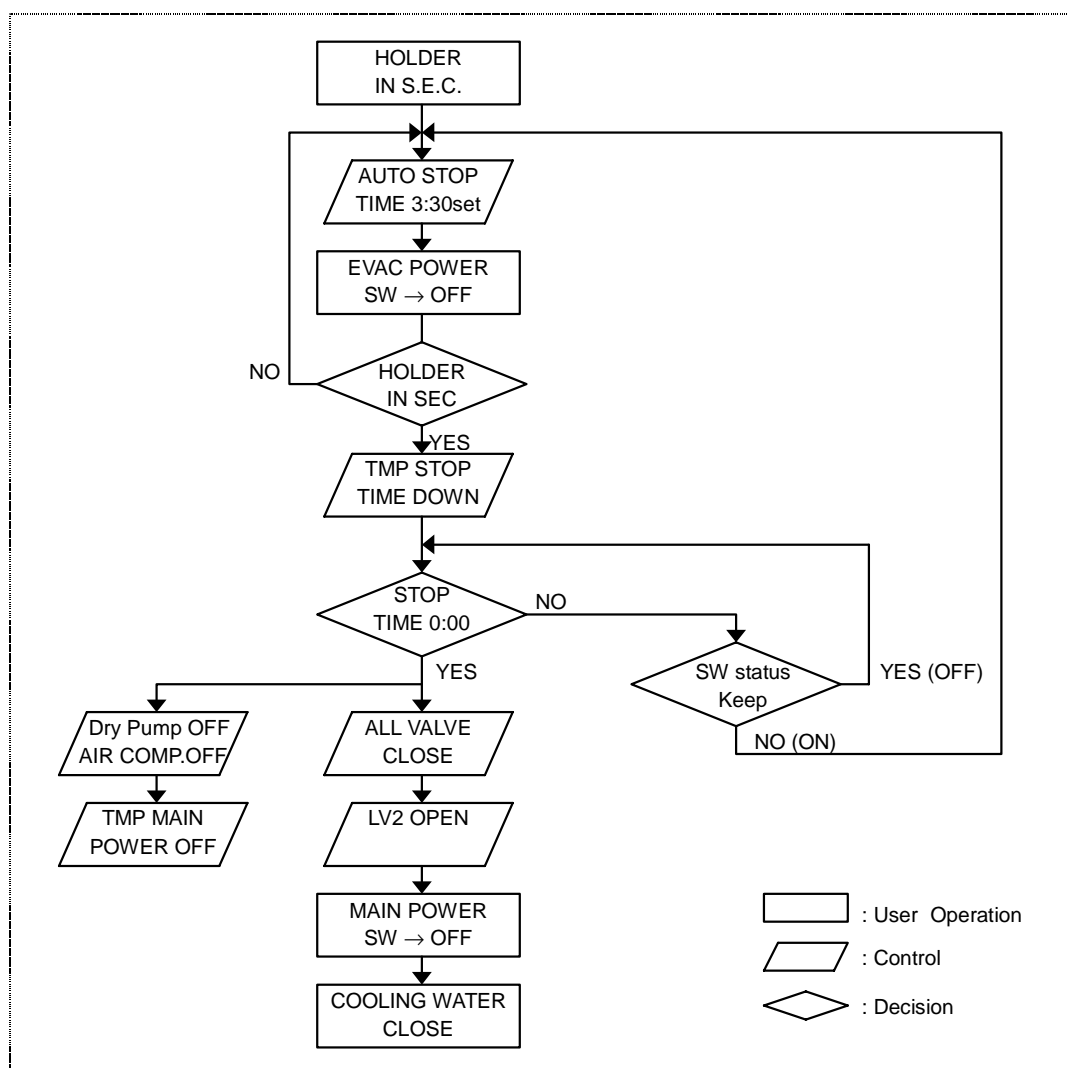 HOLDER
IN S.E.C.
AUTO STOP
TIME 3:30set
EVAC POWER
SW → OFF
NO
HOLDER
IN SEC
YES
TMP STOP
TIME DOWN
STOP
TIME 0:00
NO
YES
SW status
Keep
YES (OFF)
NO (ON)
Dry Pump OFF
AIR COMP.OFF
TMP MAIN
POWER OFF
ALL VALVE
CLOSE
LV2 OPEN
MAIN POWER
SW → OFF
COOLING WATER
CLOSE
: User Operation
: Control
: Decision